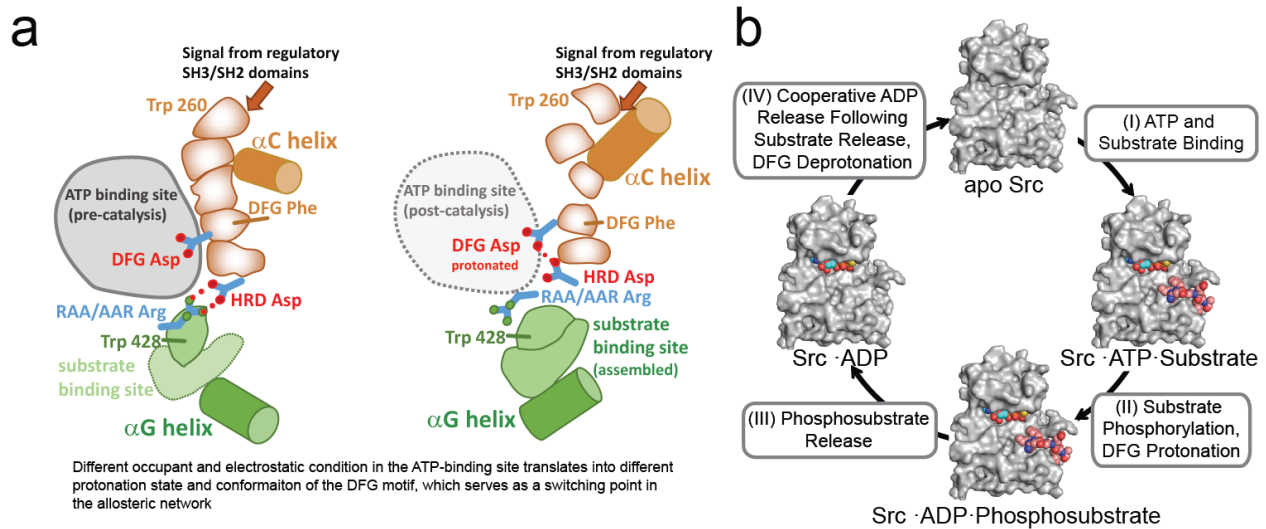 a
Signal from regulatory
SH3/SH2 domains
Trp 260
αC helix
ATP binding site
(pre-catalysis)
DFG Phe
DFG Asp
HRD Asp
RAA/AAR Arg
Trp 428
substrate
binding site
αG helix
Signal from regulatory
SH3/SH2 domains
Trp 260
αC helix
ATP binding site
(post-catalysis)
DFG Phe
DFG Asp
protonated
HRD Asp
RAA/AAR Arg
Trp 428
substrate
binding site
(assembled)
αG helix
Different occupant and electrostatic condition in the ATP-binding site translates into different
protonation state and conformaiton of the DFG motif, which serves as a switching point in
the allosteric network
b
(IV) Cooperative ADP
Release Following
Substrate Release,
DFG Deprotonation
apo Src
(I) ATP and
Substrate Binding
Src ·ADP
Src ·ATP·Substrate
(III) Phosphosubstrate
Release
(II) Substrate
Phosphorylation,
DFG Protonation
Src ·ADP·Phosphosubstrate